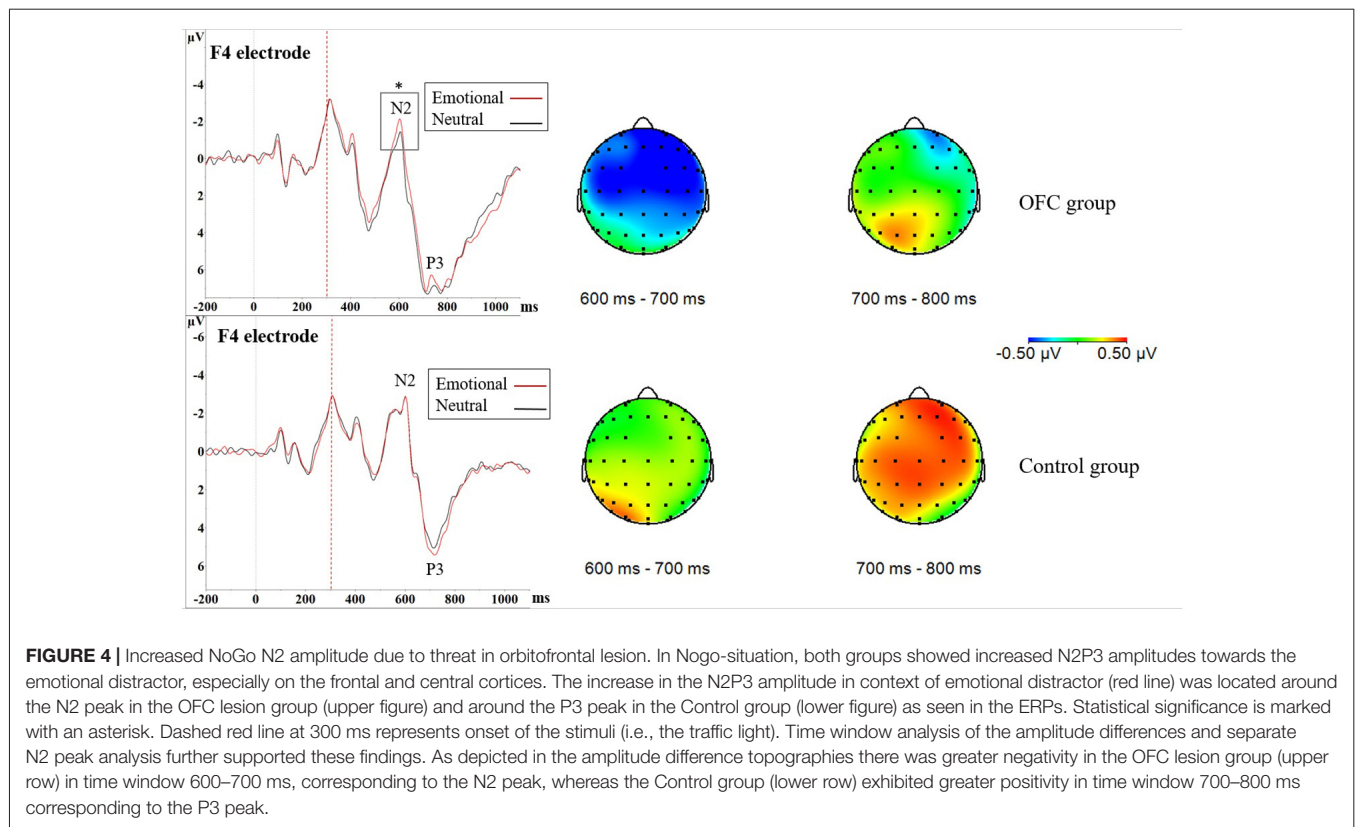 µV
F4 electrode
-4
-2
0
2
4
6
*
N2
Emotional
Neutral
P3
-200 0 200 400 600 800 1000 ms
600 ms - 700 ms
700 ms - 800 ms
OFC group
µV
F4 electrode
-6
-4
-2
0
2
4
6
N2
Emotional
Neutral
P3
-200 0 200 400 600 800 1000 ms
-0.50 µV 0.50 µV
600 ms - 700 ms
700 ms - 800 ms
Control group
FIGURE 4 | Increased NoGo N2 amplitude due to threat in orbitofrontal lesion. In Nogo-situation, both groups showed increased N2P3 amplitudes towards the
emotional distractor, especially on the frontal and central cortices. The increase in the N2P3 amplitude in context of emotional distractor (red line) was located around
the N2 peak in the OFC lesion group (upper figure) and around the P3 peak in the Control group (lower figure) as seen in the ERPs. Statistical significance is marked
with an asterisk. Dashed red line at 300 ms represents onset of the stimuli (i.e., the traffic light). Time window analysis of the amplitude differences and separate
N2 peak analysis further supported these findings. As depicted in the amplitude difference topographies there was greater negativity in the OFC lesion group (upper
row) in time window 600–700 ms, corresponding to the N2 peak, whereas the Control group (lower row) exhibited greater positivity in time window 700–800 ms
corresponding to the P3 peak.